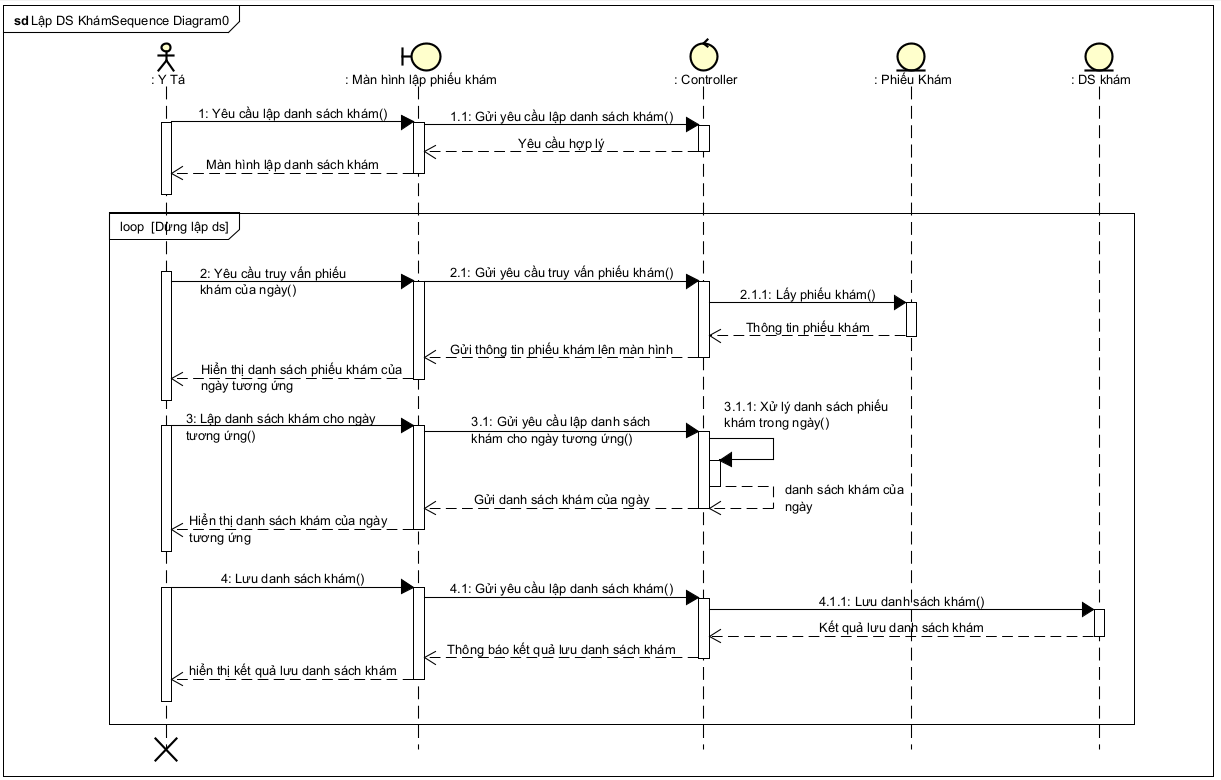 sd Lập DS KhámSequence Diagram0
: Y Tá
: Màn hình lập phiếu khám
: Controller
: Phiếu Khám
: DS khám
1: Yêu cầu lập danh sách khám()
1.1: Gửi yêu cầu lập danh sách khám()
Yêu cầu hợp lý
Màn hình lập danh sách khám
loop [Dừng lập ds]
2: Yêu cầu truy vấn phiếu
khám của ngày()
2.1: Gửi yêu cầu truy vấn phiếu khám()
2.1.1: Lấy phiếu khám()
Thông tin phiếu khám
Gửi thông tin phiếu khám lên màn hình
Hiển thị danh sách phiếu khám của
ngày tương ứng
3: Lập danh sách khám cho ngày
tương ứng()
3.1: Gửi yêu cầu lập danh sách
khám cho ngày tương ứng()
3.1.1: Xử lý danh sách phiếu
khám trong ngày()
danh sách khám của
ngày
Gửi danh sách khám của ngày
Hiển thị danh sách khám của ngày
tương ứng
4: Lưu danh sách khám()
4.1: Gửi yêu cầu lập danh sách khám()
4.1.1: Lưu danh sách khám()
Kết quả lưu danh sách khám
Thông báo kết quả lưu danh sách khám
hiển thị kết quả lưu danh sách khám